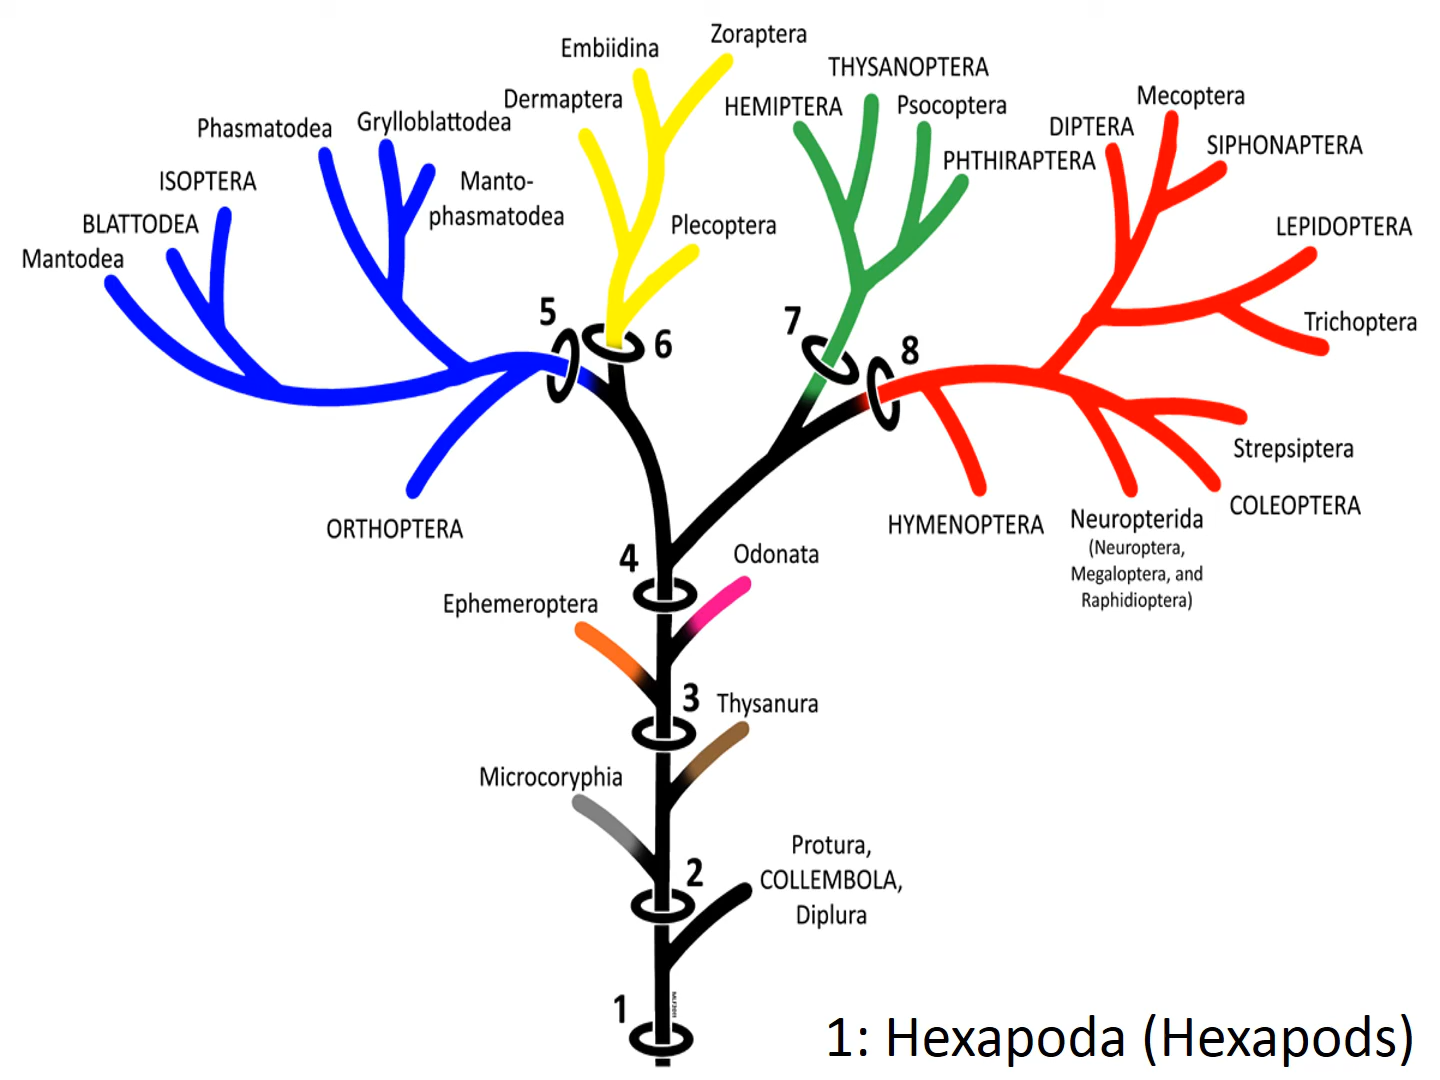 Zoraptera
Embiidina
THYSANOPTERA
Dermaptera
HEMIPTERA
Psocoptera
Mecoptera
DIPTERA
Phasmatodea
Grylloblattodea
SIPHONAPTERA
PHTHIRAPTERA
ISOPTERA
Manto-
phasmatodea
BLATTODEA
Plecoptera
LEPIDOPTERA
Mantodea
5
6
7
8
Trichoptera
Strepsiptera
COLEOPTERA
ORTHOPTERA
HYMENOPTERA
Neuropterida
(Neuroptera,
Megaloptera, and
Raphidioptera)
4
Odonata
Ephemeroptera
3
Thysanura
Microcoryphia
2
Protura,
COLLEMBOLA,
Diplura
1
1: Hexapoda (Hexapods)